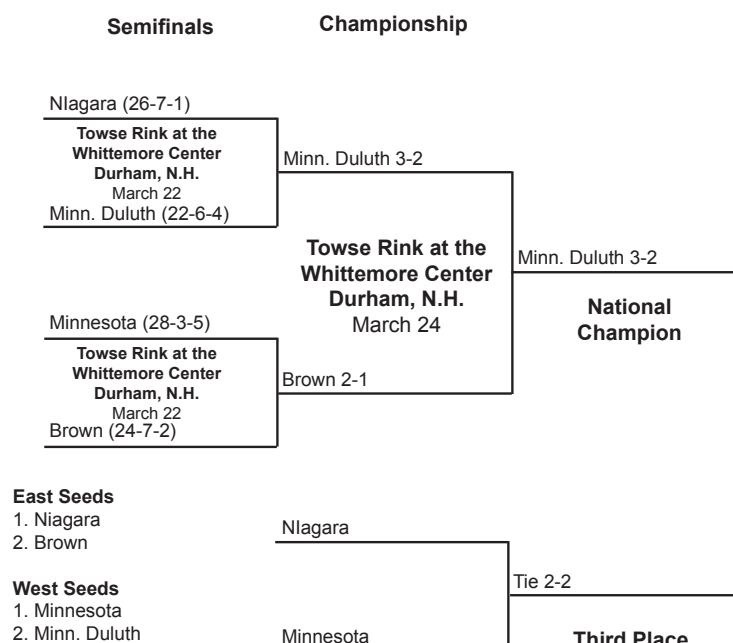 Semifinals
Championship
NIagara (26-7-1)
Towse Rink at the
Whittemore Center
Durham, N.H.
March 22
Minn. Duluth (22-6-4)
Minn. Duluth 3-2
Towse Rink at the
Whittemore Center
Durham, N.H.
March 24
Minn. Duluth 3-2
National
Champion
Minnesota (28-3-5)
Towse Rink at the
Whittemore Center
Durham, N.H.
March 22
Brown (24-7-2)
Brown 2-1
East Seeds
1. Niagara
2. Brown
West Seeds
1. Minnesota
2. Minn. Duluth
NIagara
Tie 2-2
Minnesota
Third Place